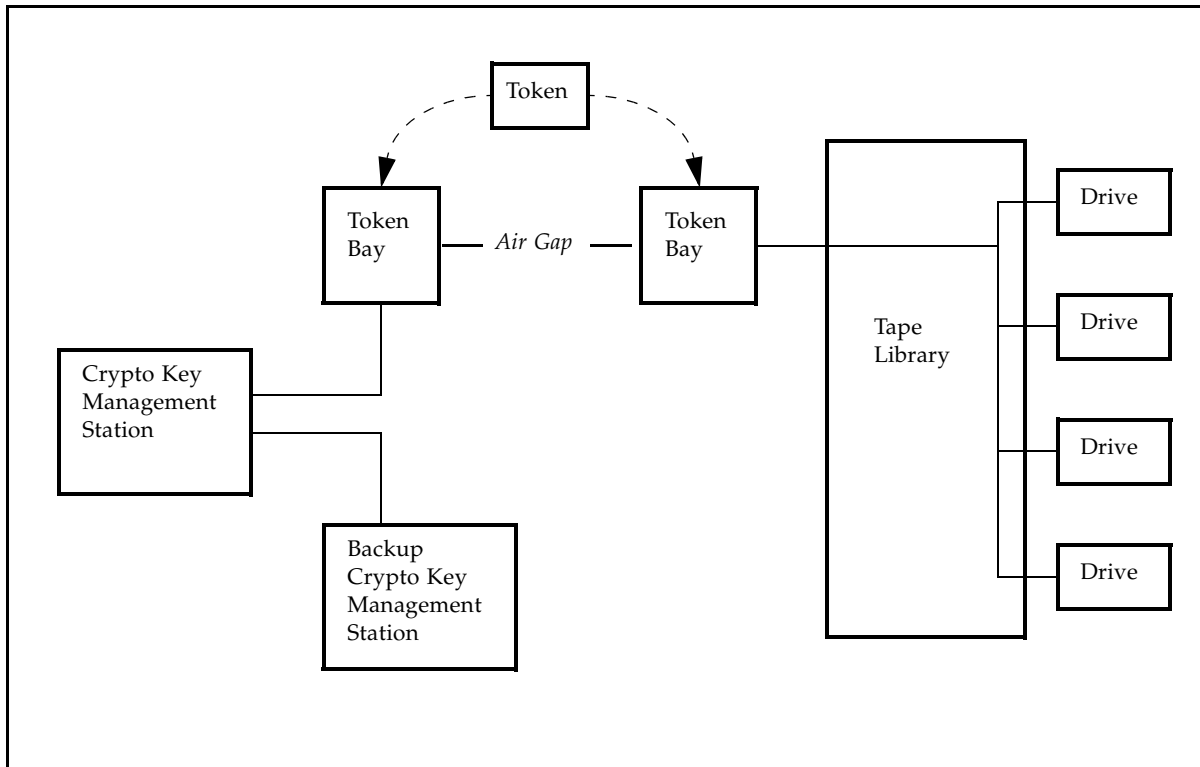 Token
Token
Bay
Air Gap
Token
Bay
Drive
Drive
Tape
Library
Crypto Key
Management
Station
Drive
Backup
Crypto Key
Management
Station
Drive